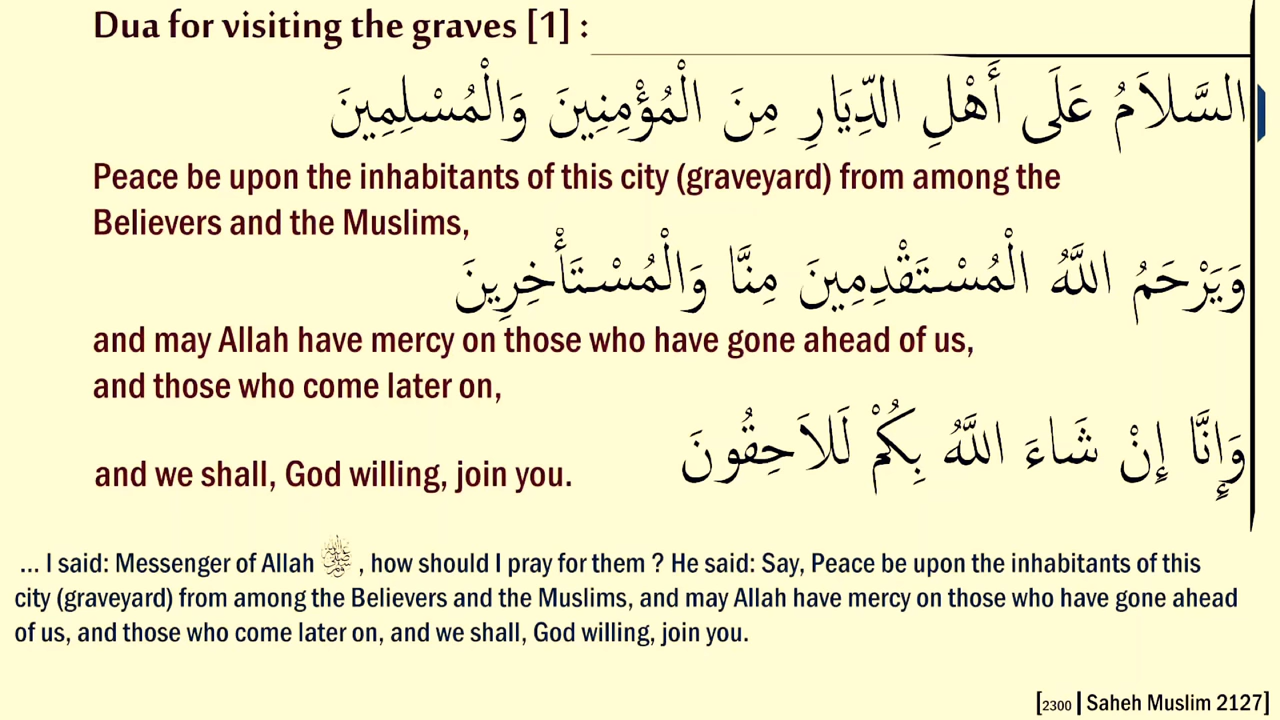 Dua for visiting the graves [1] :
السَّلاَمُ عَلَى أَهْلِ الدِّيَارِ مِنَ الْمُؤْمِنِينَ وَالْمُسْلِمِينَ
Peace be upon the inhabitants of this city (graveyard) from among the
Believers and the Muslims,
وَيَرْحَمُ اللَّهُ الْمُسْتَقْدِمِينَ مِنَّا وَالْمُسْتَأْخِرِينَ
and may Allah have mercy on those who have gone ahead of us,
and those who come later on,
وَإِنَّا إِنْ شَاءَ اللَّهُ بِكُمْ لَلاَحِقُونَ
and we shall, God willing, join you.
... I said: Messenger of Allah ﷺ , how should I pray for them ? He said: Say, Peace be upon the inhabitants of this
city (graveyard) from among the Believers and the Muslims, and may Allah have mercy on those who have gone ahead
of us, and those who come later on, and we shall, God willing, join you.
[2300 | Saheh Muslim 2127]